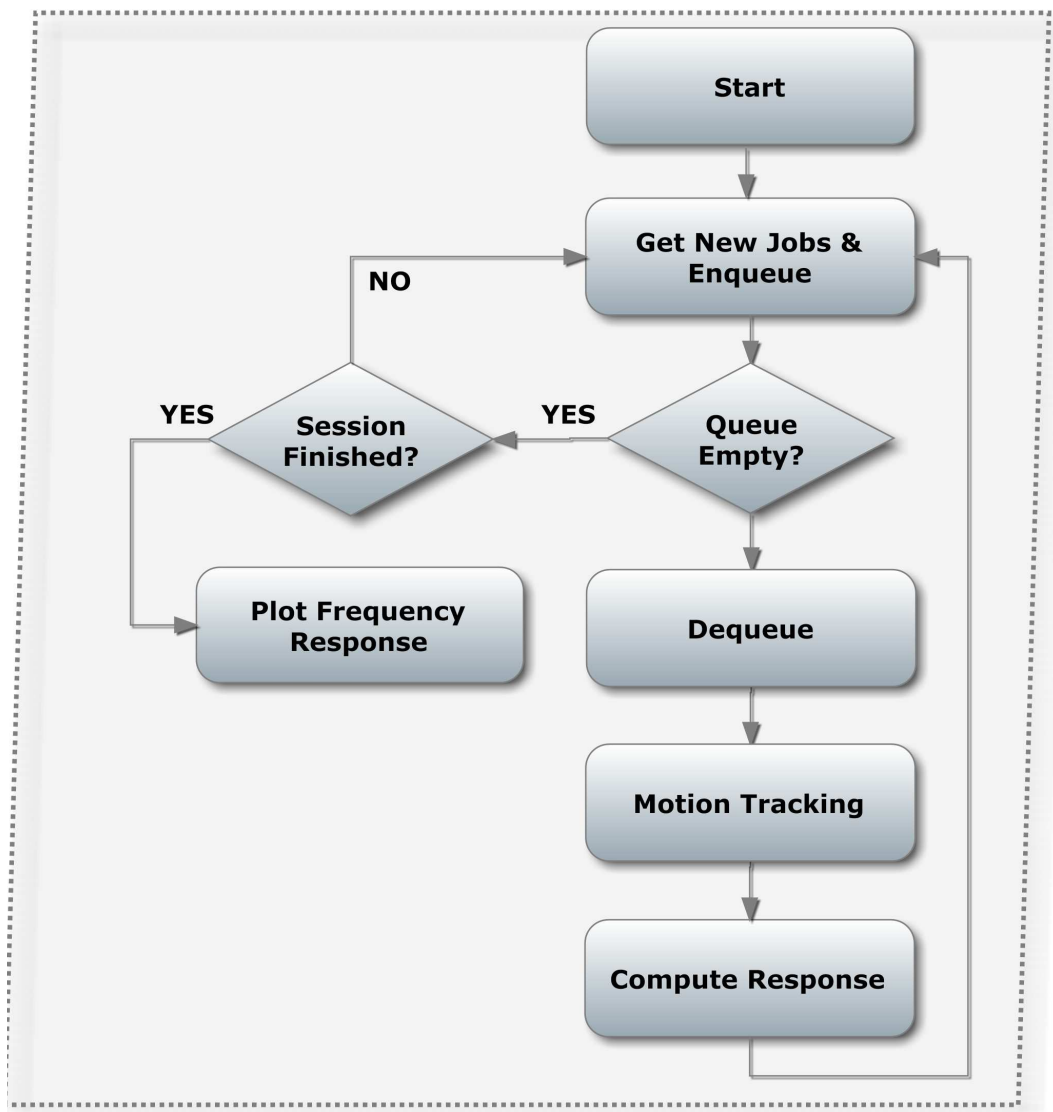 Start
Get New Jobs &
Enqueue
NO
YES
Session
Finished?
YES
Queue
Empty?
Plot Frequency
Response
Dequeue
Motion Tracking
Compute Response